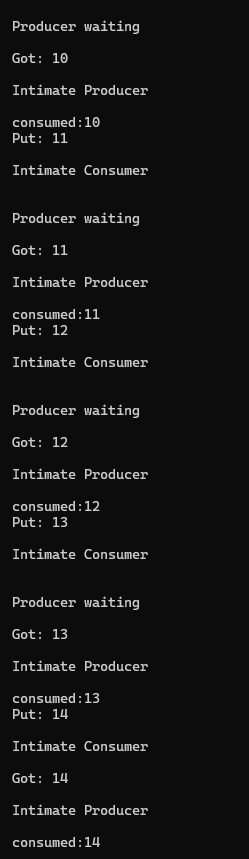 Producer waiting
Got: 10
Intimate Producer
consumed:10
Put: 11
Intimate Consumer
Producer waiting
Got: 11
Intimate Producer
consumed:11
Put: 12
Intimate Consumer
Producer waiting
Got: 12
Intimate Producer
consumed:12
Put: 13
Intimate Consumer
Producer waiting
Got: 13
Intimate Producer
consumed:13
Put: 14
Intimate Consumer
Got: 14
Intimate Producer
consumed:14